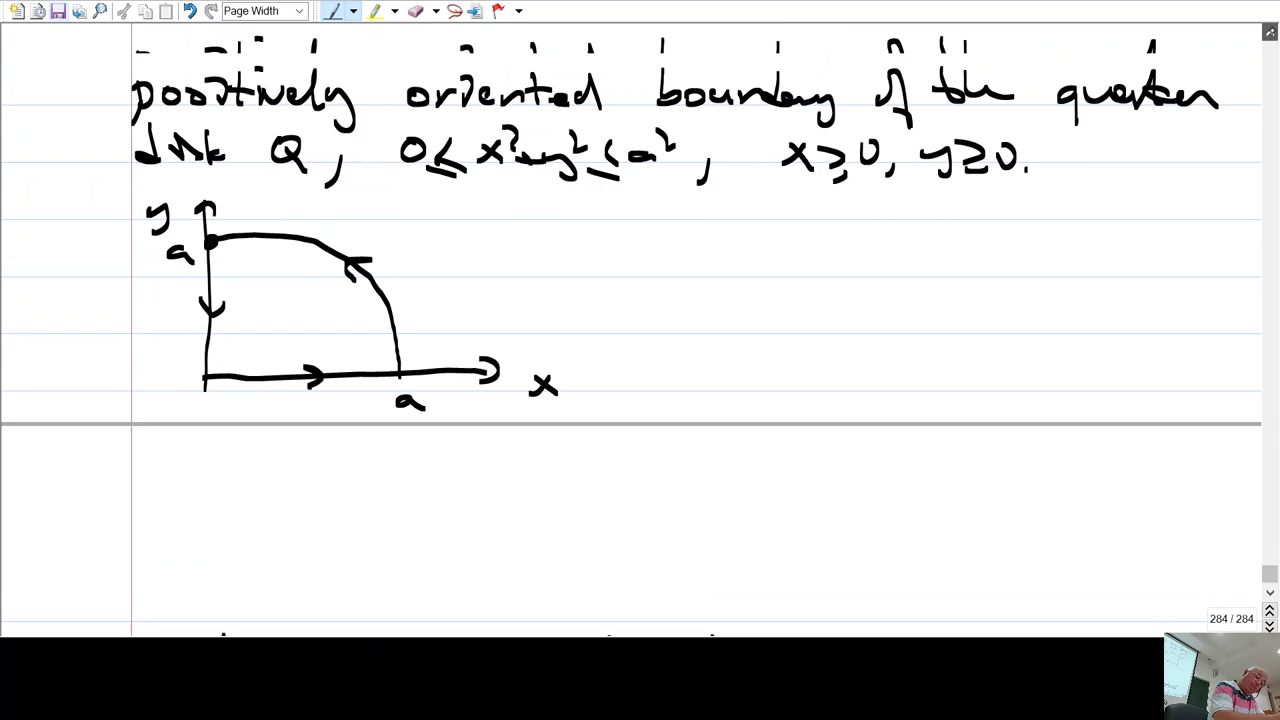 Page Width
positively oriented boundary of the quarter
disk Q, 0 ≤ x²+y² ≤ a², x ≥ 0, y ≥ 0.
y
a
x
a
284 / 284